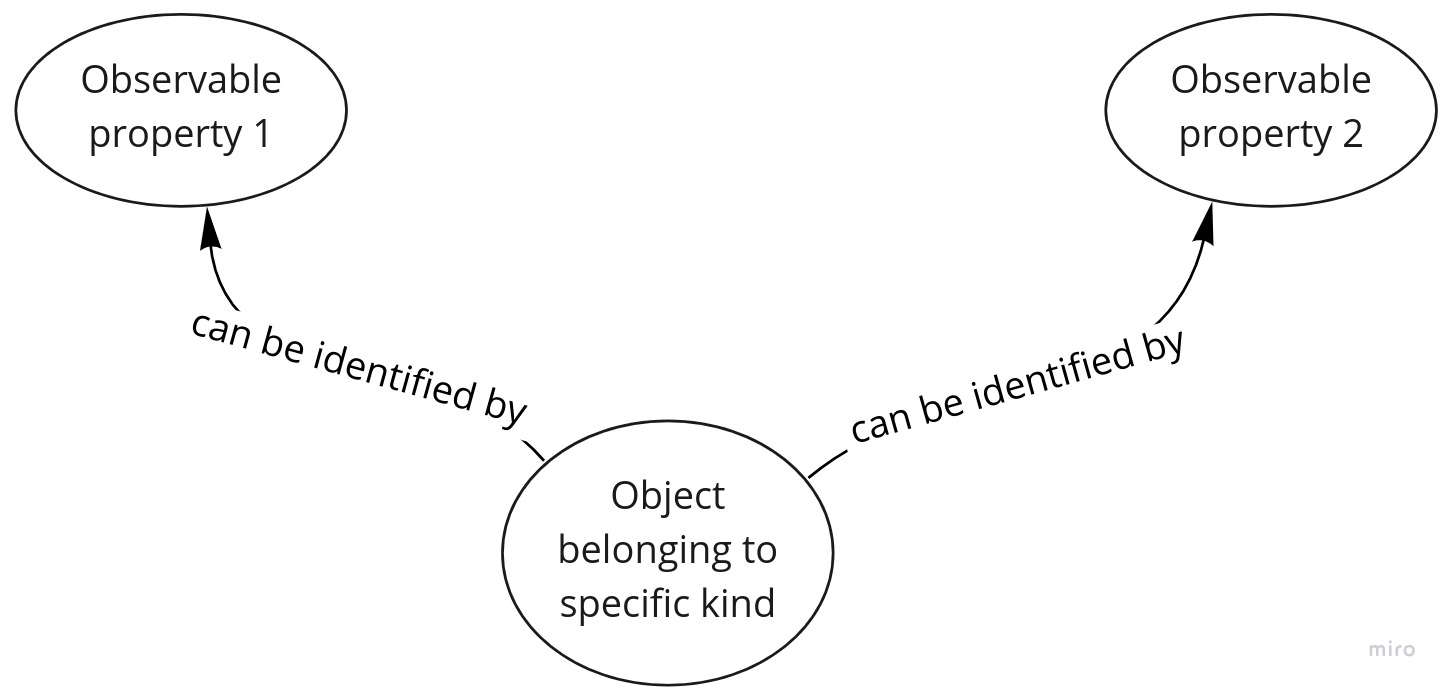 Observable
property 1
Observable
property 2
can be identified by
can be identified by
Object
belonging to
specific kind
miro